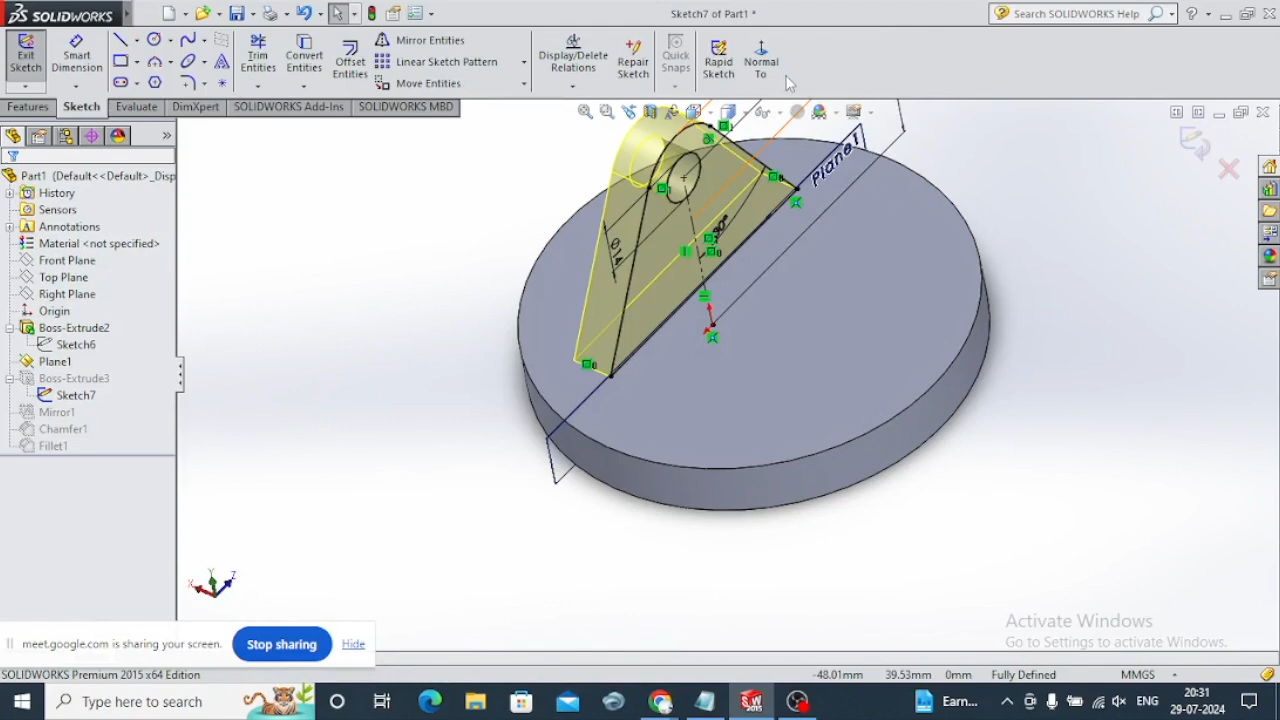 SOLIDWORKS
Sketch7 of Part1 *
Search SOLIDWORKS Help
Exit Sketch
Smart Dimension
Trim Entities
Convert Entities
Offset Entities
Mirror Entities
Linear Sketch Pattern
Move Entities
Display/Delete Relations
Repair Sketch
Quick Snaps
Rapid Sketch
Normal To
Features
Sketch
Evaluate
DimXpert
SOLIDWORKS Add-Ins
SOLIDWORKS MBD
Part1 (Default<<Default>_Disp
History
Sensors
Annotations
Material <not specified>
Front Plane
Top Plane
Right Plane
Origin
Boss-Extrude2
Sketch6
Plane1
Boss-Extrude3
Sketch7
Mirror1
Chamfer1
Fillet1
Plane1
X
Y
Z
meet.google.com is sharing your screen.
Stop sharing
Hide
Activate Windows
Go to Settings to activate Windows.
SOLIDWORKS Premium 2015 x64 Edition
-48.01mm
39.53mm 0mm
Fully Defined
MMGS
Type here to search
Earn...
ENG
20:31
29-07-2024